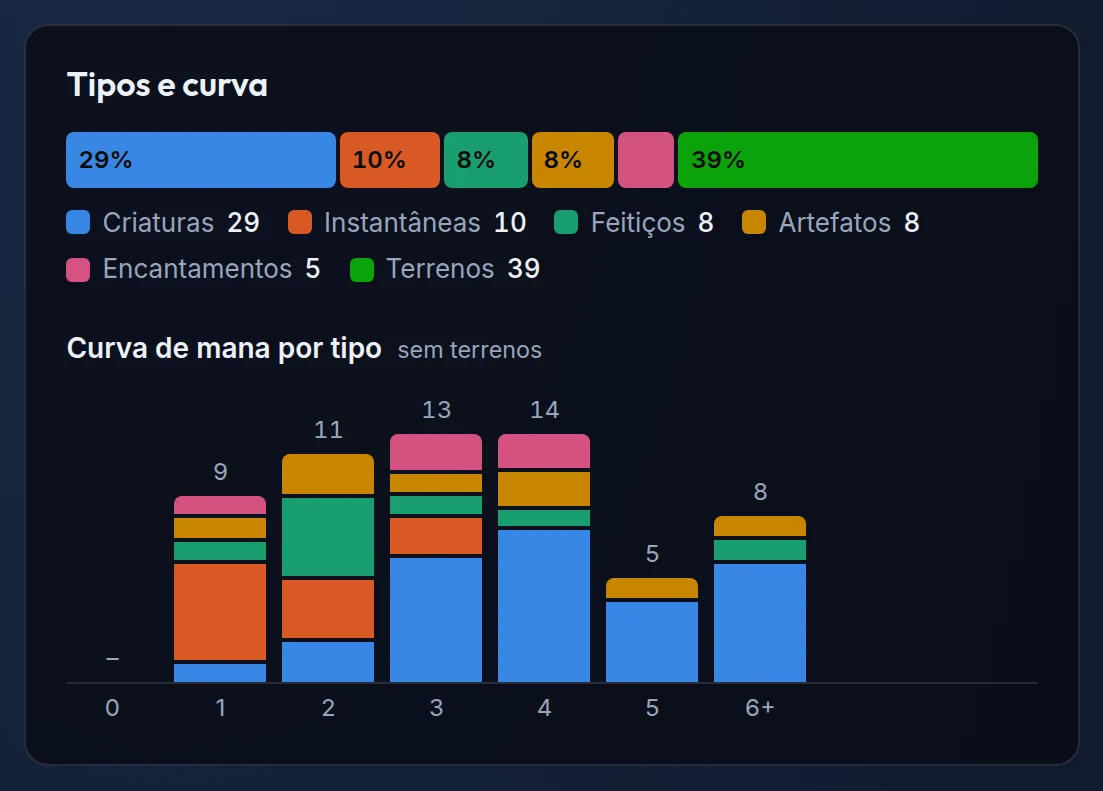 Tipos e curva
29% 10% 8% 8% 39%
Criaturas 29 Instantâneas 10 Feitiços 8 Artefatos 8
Encantamentos 5 Terrenos 39
Curva de mana por tipo sem terrenos
13 14
11
9
8
5
–
0 1 2 3 4 5 6+